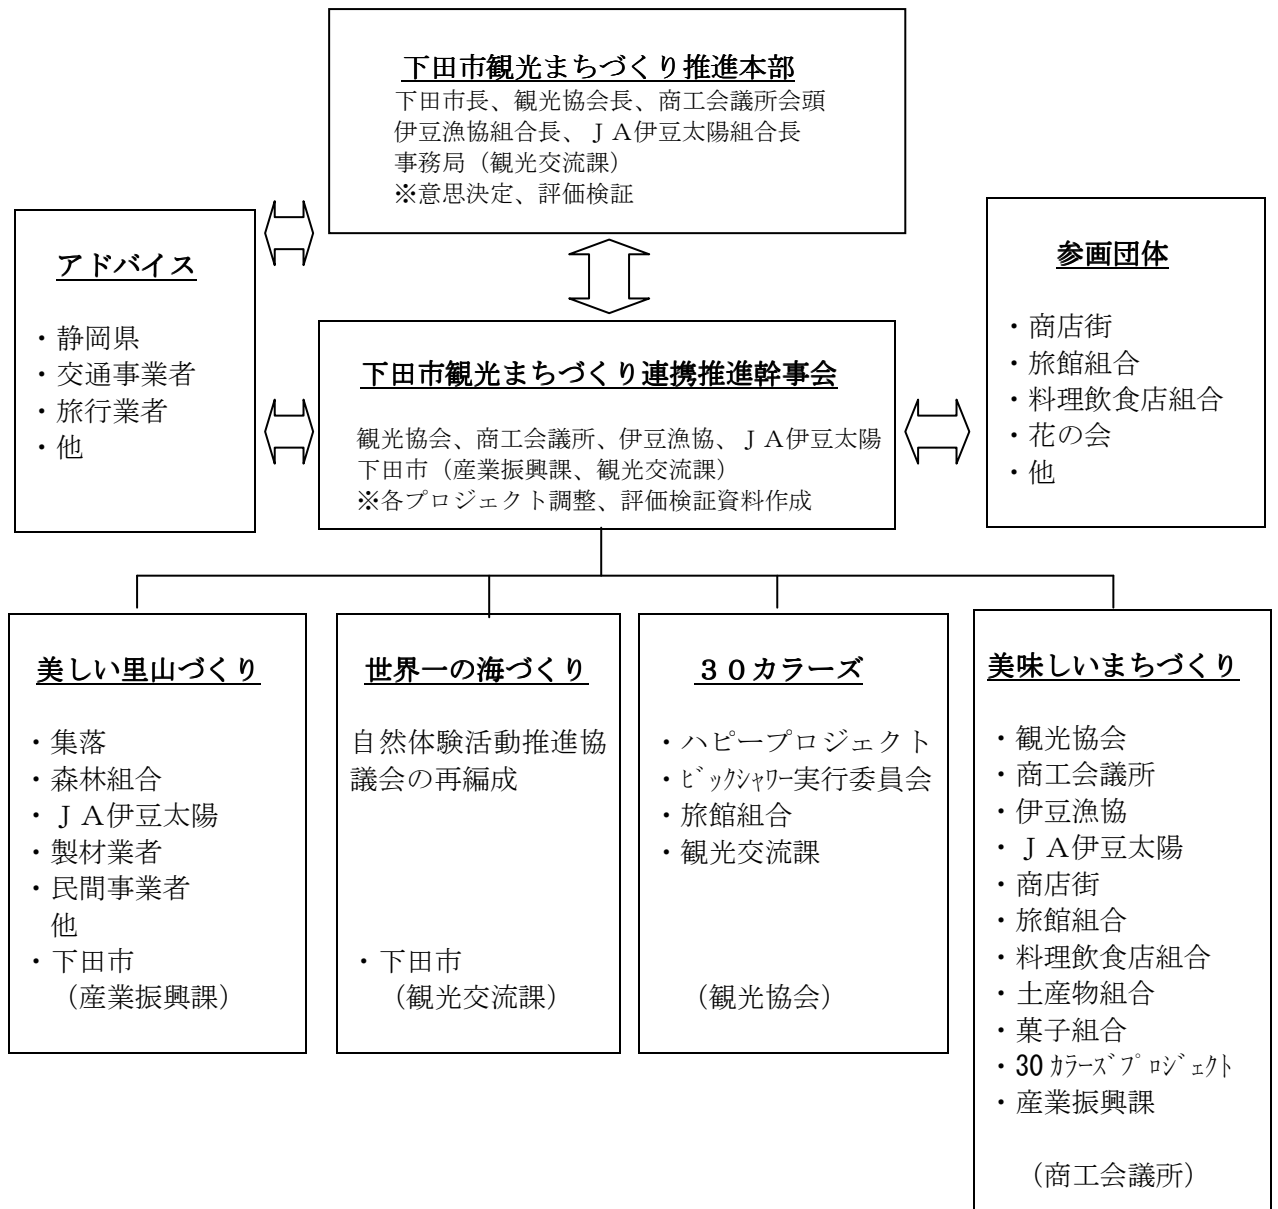 下田市観光まちづくり推進本部
下田市長、観光協会長、商工会議所会頭
伊豆漁協組合長、ＪＡ伊豆太陽組合長
事務局（観光交流課）
※意思決定、評価検証
アドバイス
・静岡県
・交通事業者
・旅行業者
・他
下田市観光まちづくり連携推進幹事会
観光協会、商工会議所、伊豆漁協、ＪＡ伊豆太陽
下田市（産業振興課、観光交流課）
※各プロジェクト調整、評価検証資料作成
参画団体
・商店街
・旅館組合
・料理飲食店組合
・花の会
・他
美しい里山づくり
・集落
・森林組合
・ＪＡ伊豆太陽
・製材業者
・民間事業者
他
・下田市
（産業振興課）
世界一の海づくり
自然体験活動推進協
議会の再編成
・下田市
（観光交流課）
３０カラーズ
・ハピープロジェクト
・ﾋﾞックシャワー実行委員会
・旅館組合
・観光交流課
（観光協会）
美味しいまちづくり
・観光協会
・商工会議所
・伊豆漁協
・ＪＡ伊豆太陽
・商店街
・旅館組合
・料理飲食店組合
・土産物組合
・菓子組合
・30 ｶﾗｰｽﾞﾌﾟﾛｼﾞｪｸﾄ
・産業振興課
（商工会議所）